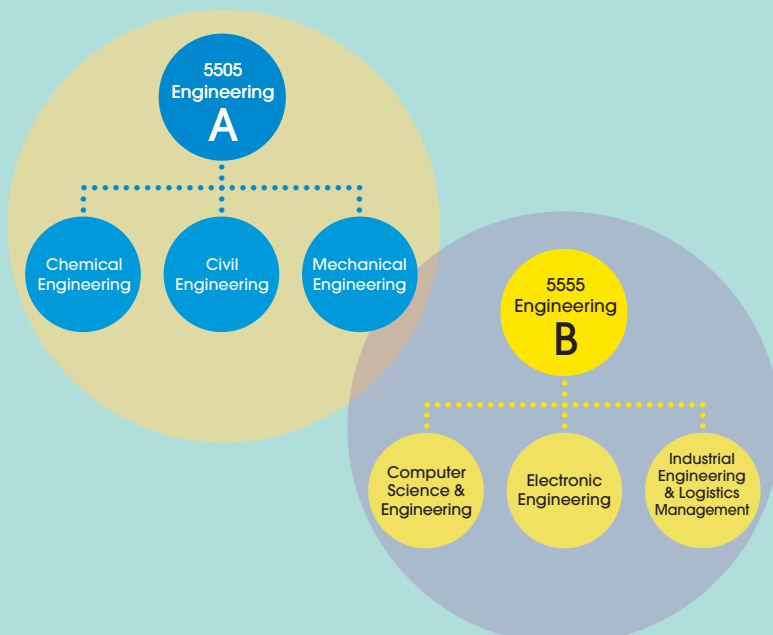 5505
Engineering
A
Chemical
Engineering
Civil
Engineering
Mechanical
Engineering
5555
Engineering
B
Computer
Science &
Engineering
Electronic
Engineering
Industrial
Engineering
& Logistics
Management